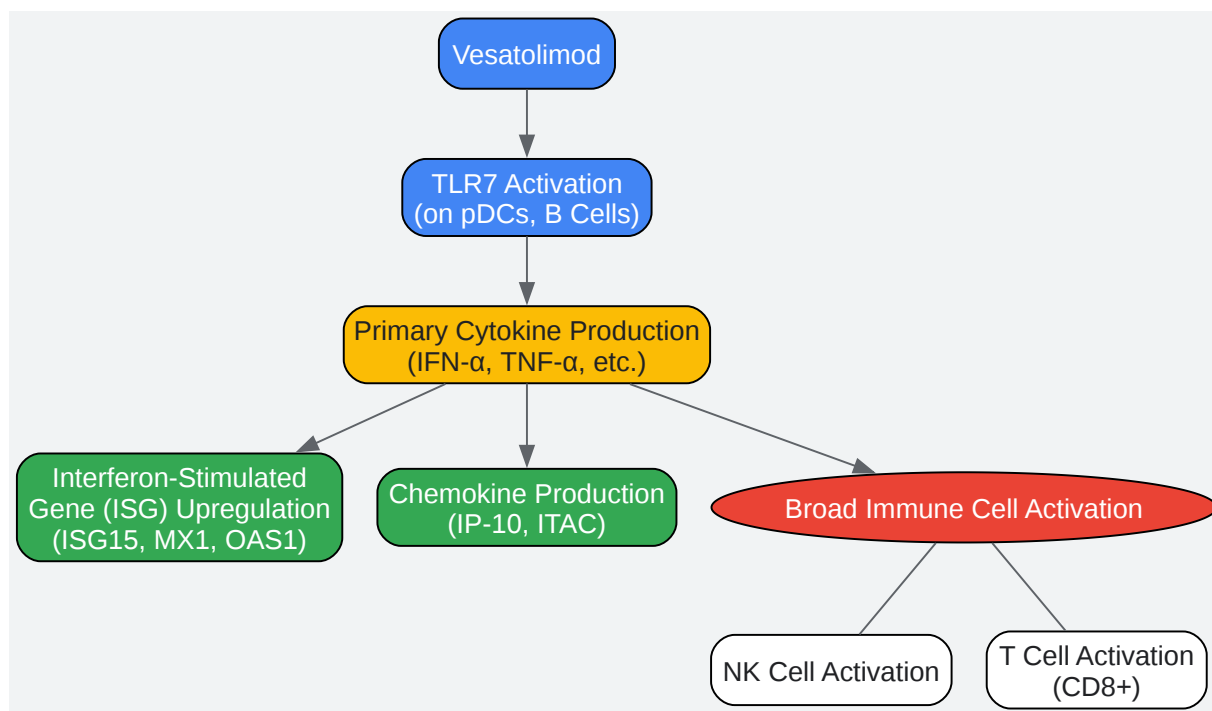 Vesatolimod
TLR7 Activation
(on pDCs, B Cells)
Primary Cytokine Production
(IFN-α, TNF-α, etc.)
Interferon-Stimulated
Gene (ISG) Upregulation
(ISG15, MX1, OAS1)
Chemokine Production
(IP-10, ITAC)
Broad Immune Cell Activation
NK Cell Activation
T Cell Activation
(CD8+)